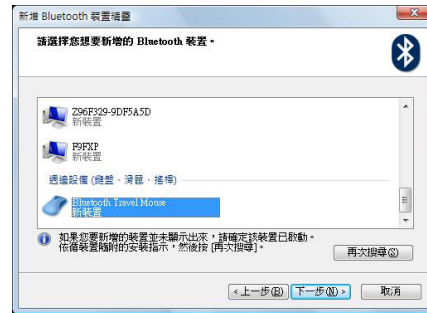 新增 Bluetooth 裝置精靈
請選擇您想要新增的 Bluetooth 裝置。
Z96F329-9DF5A5D
新裝置
F9FXP
新裝置
週邊設備 (鍵盤、滑鼠、搖桿)
Bluetooth Travel Mouse
新裝置
如果您要新增的裝置並未顯示出來，請確定該裝置已啟動。
依循裝置隨附的安裝指示，然後按 [再次搜尋]。
再次搜尋(S)
< 上一步(B)
下一步(N) >
取消